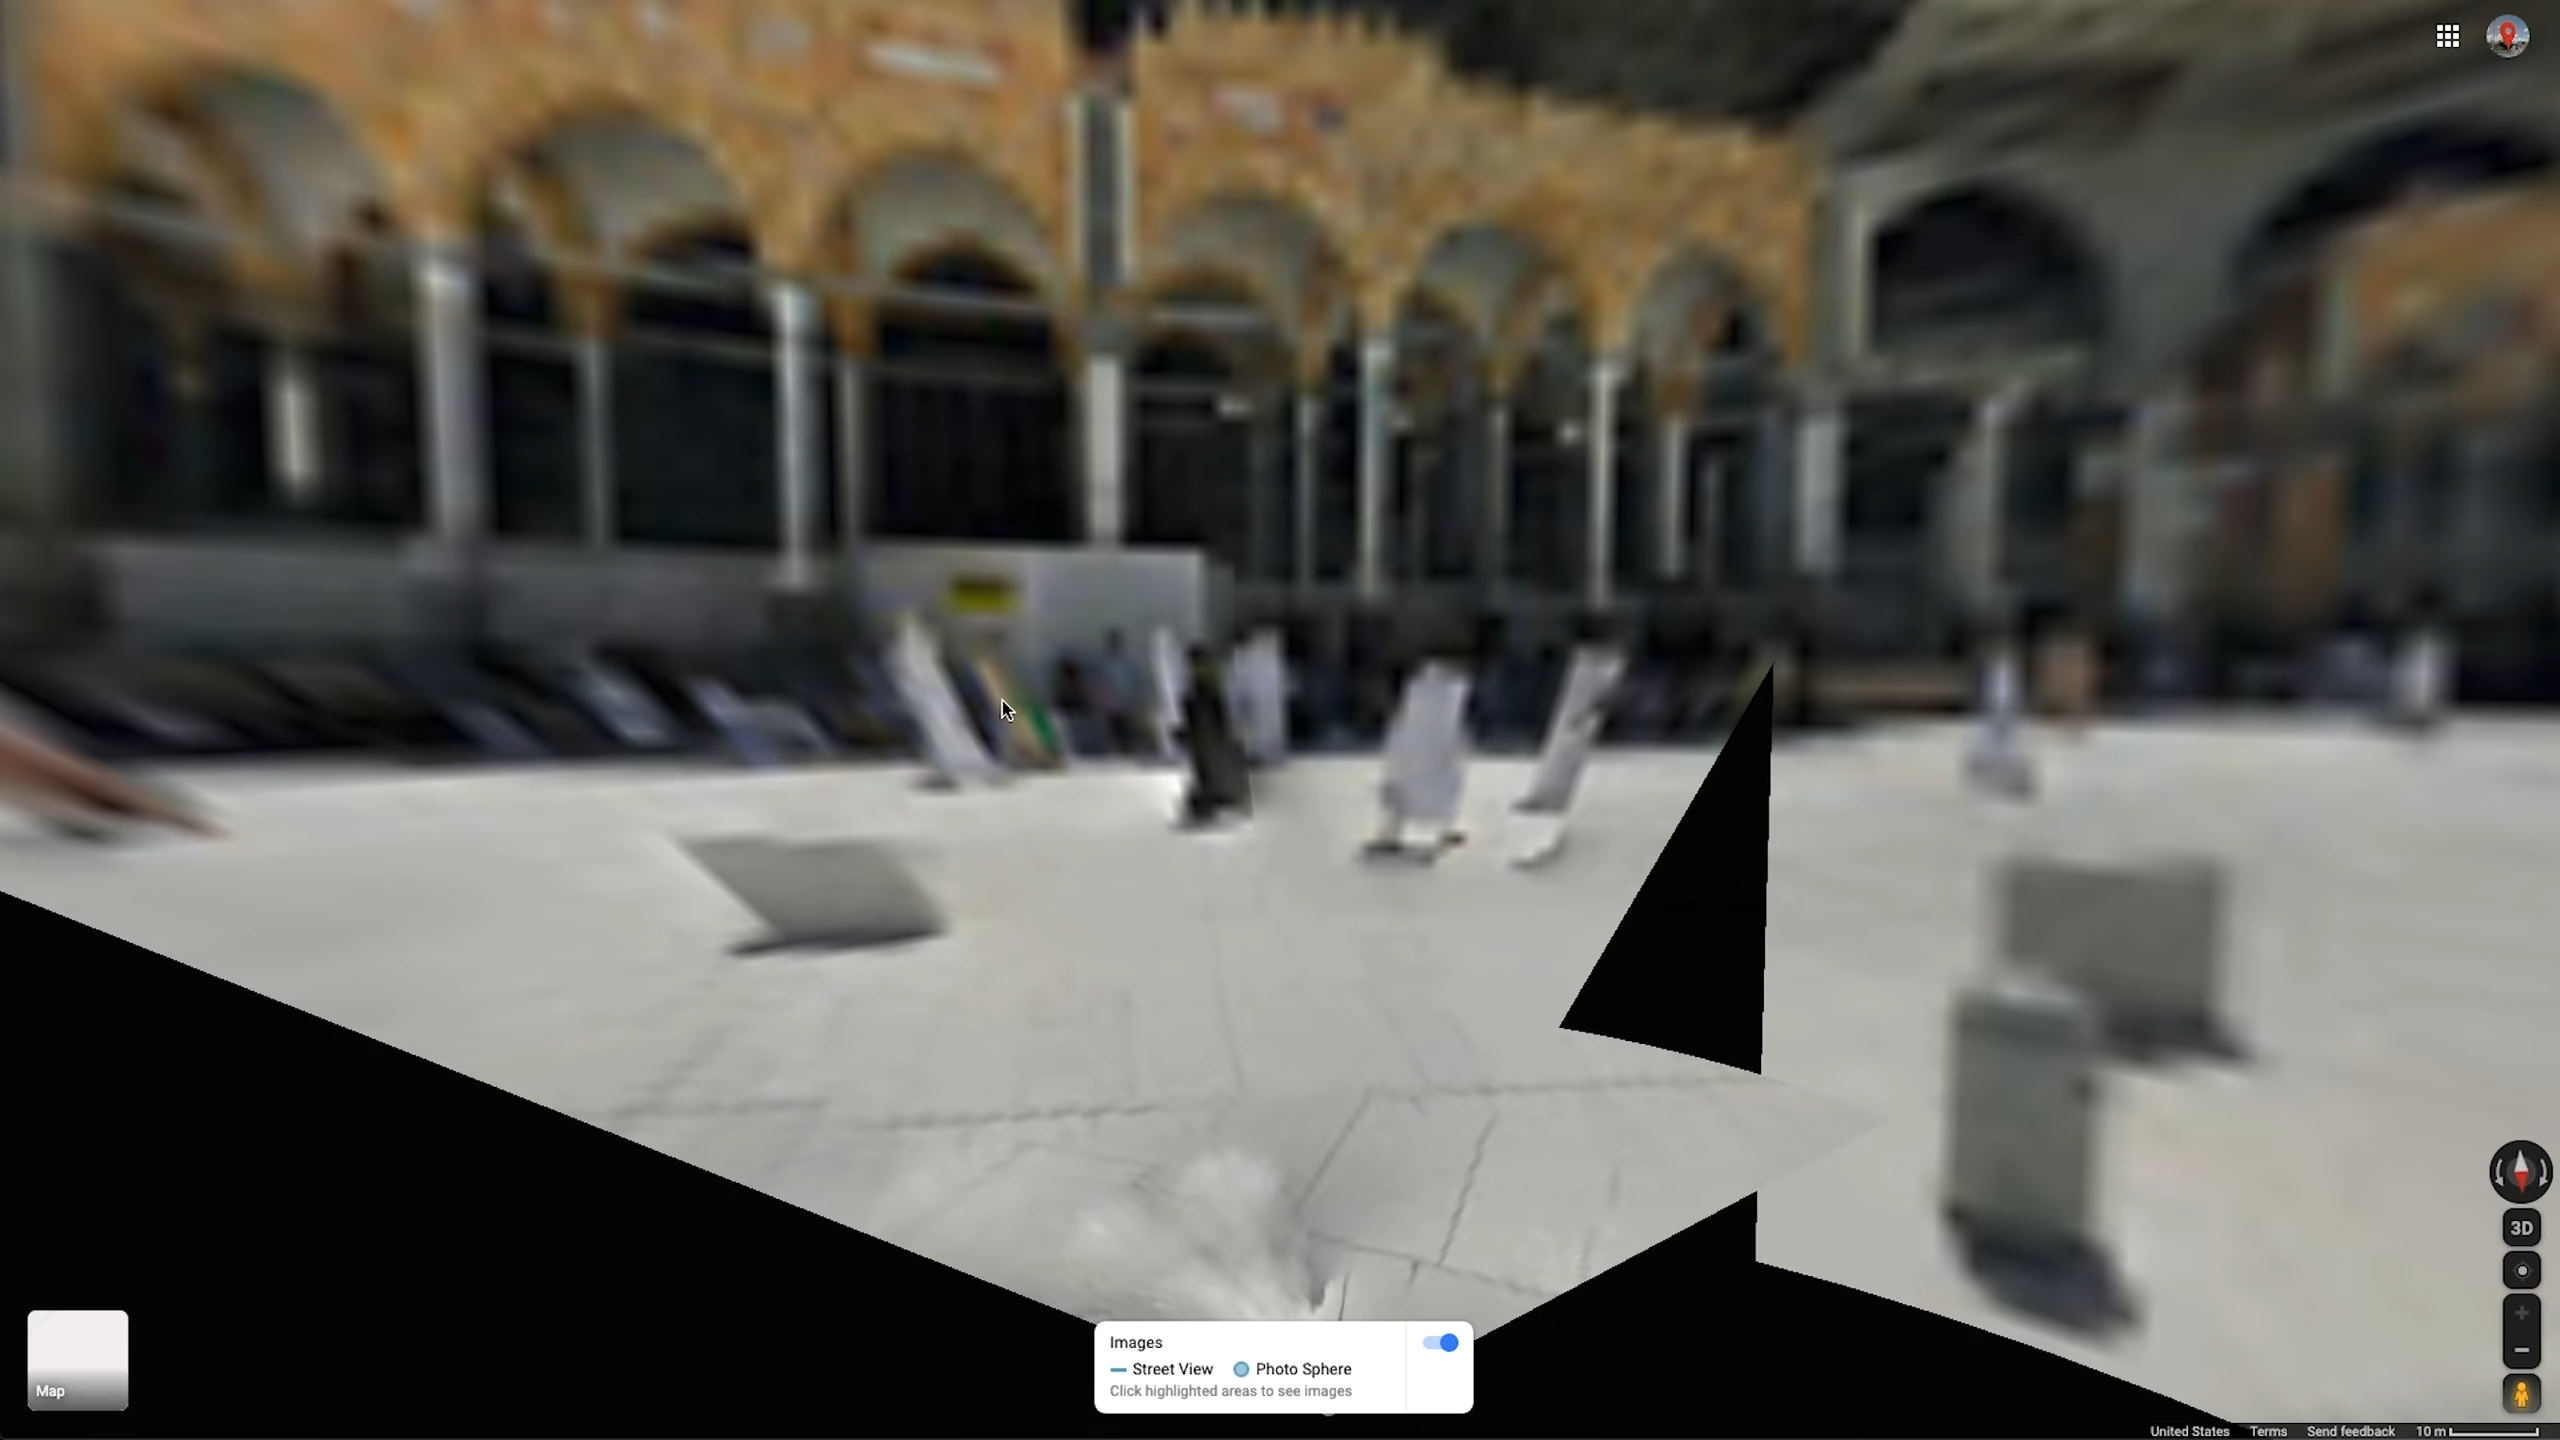 Images
Street View Photo Sphere
Click highlighted areas to see images
Map
3D
United States Terms Send feedback 10 m